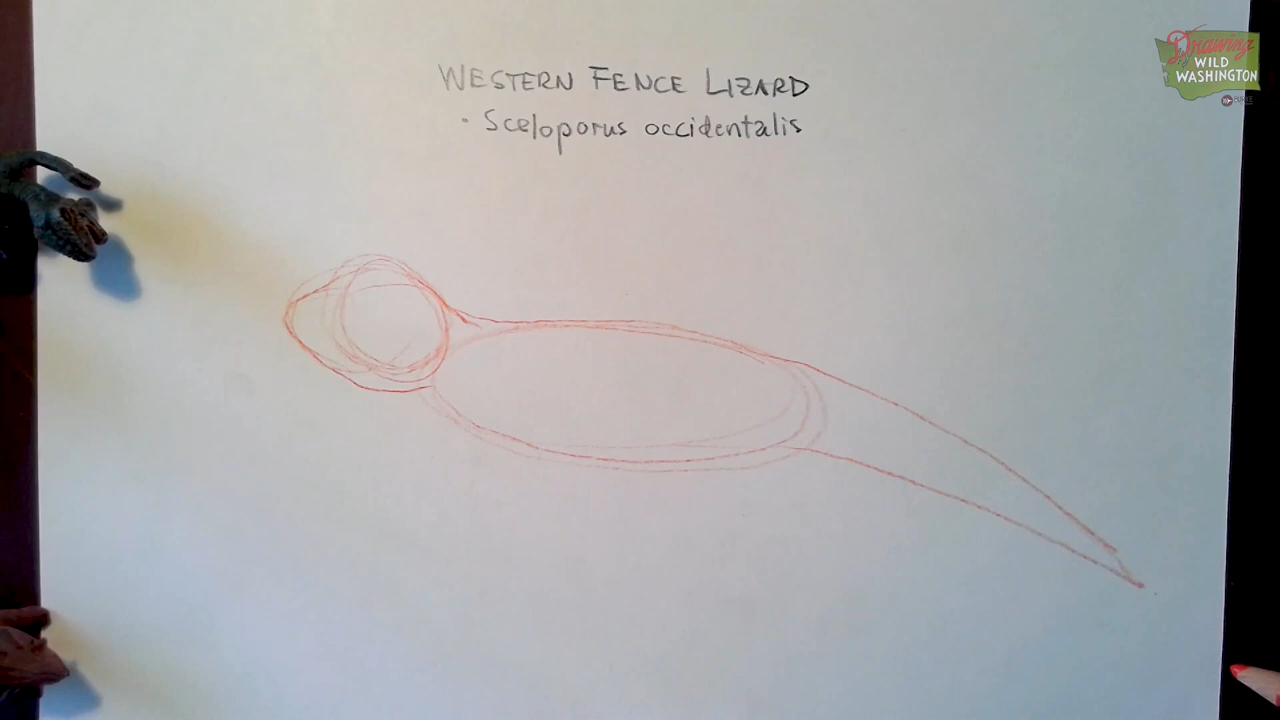 WESTERN FENCE LIZARD
· Sceloporus occidentalis
Drawing
WILD
WASHINGTON